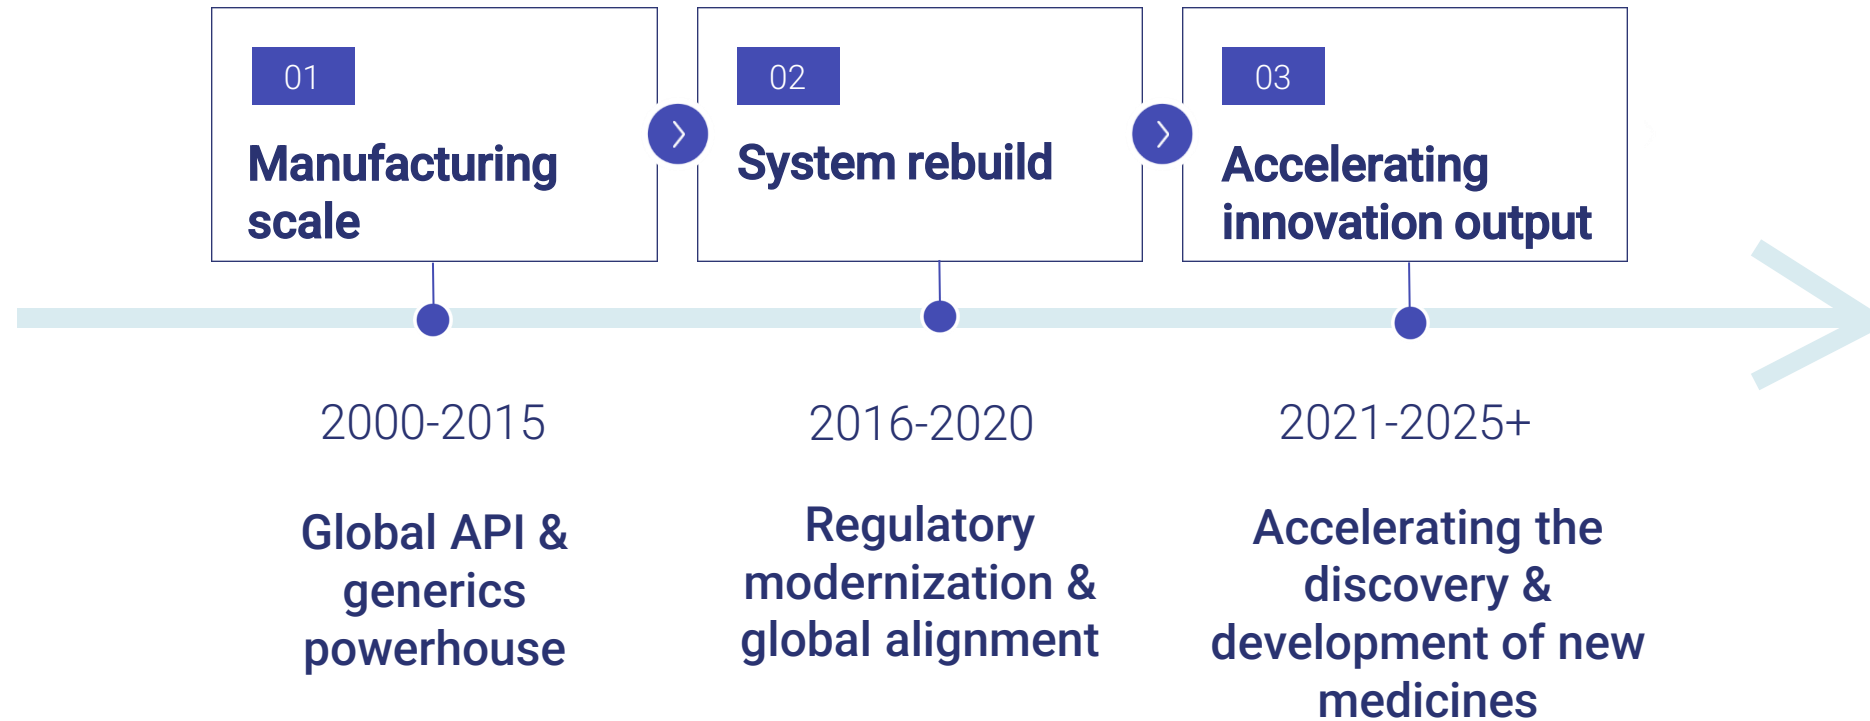 01
Manufacturing
scale
02
System rebuild
03
Accelerating
innovation output
2000-2015
Global API &
generics
powerhouse
2016-2020
Regulatory
modernization &
global alignment
2021-2025+
Accelerating the
discovery &
development of new
medicines